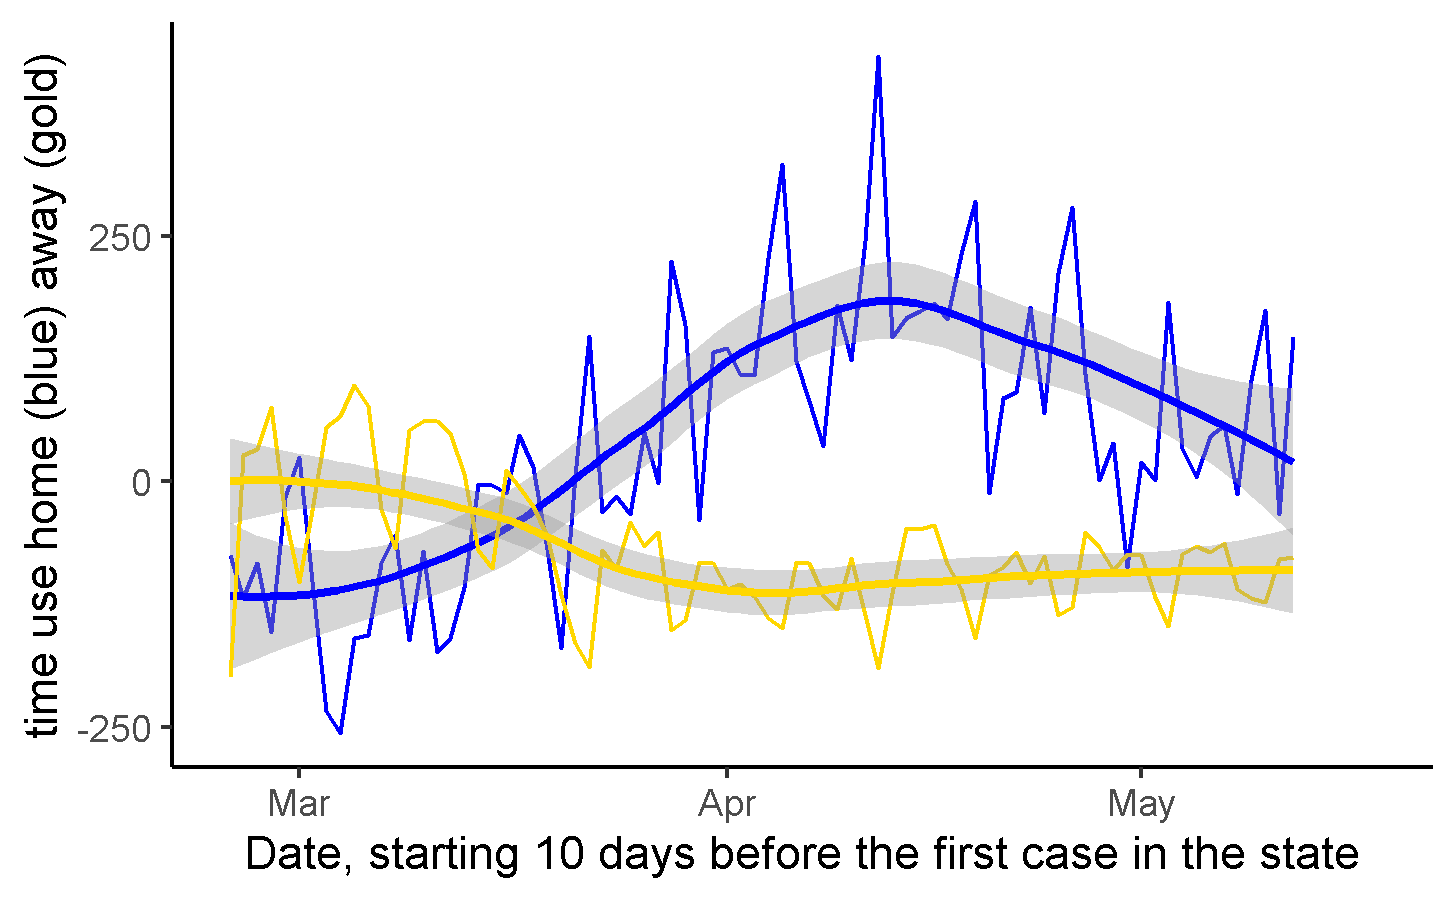 time use home (blue) away (gold)
250
0
-250
Mar Apr May
Date, starting 10 days before the first case in the state